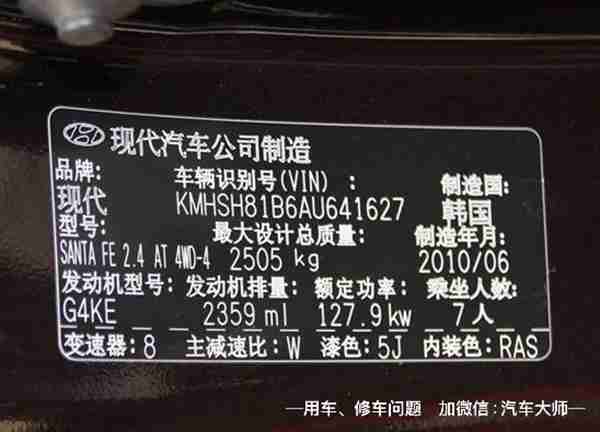 现代汽车公司制造
品牌: 车辆识别号(VIN) : 制造国:
现代 KMHSH81B6AU641627 韩国
型号: 最大设计总质量: 制造年月:
SANTA FE 2.4 AT 4WD-4 2505 kg 2010/06
发动机型号: 发动机排量: 额定功率: 乘坐人数:
G4KE 2359 ml 127.9 kw 7人
变速器: 8 主减速比: W 漆色: 5J 内装色: RAS
—用车、修车问题 加微信:汽车大师—